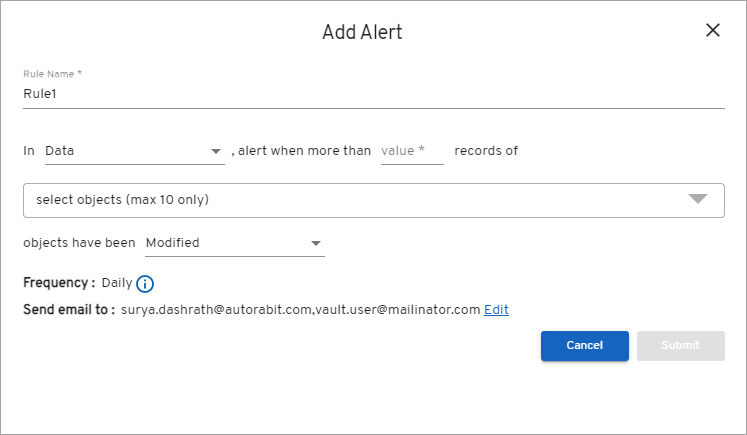 Add Alert
Rule Name *
Rule1
In Data , alert when more than value * records of
select objects (max 10 only)
objects have been Modified
Frequency : Daily
Send email to : surya.dashrath@autorabit.com,vault.user@mailinator.com Edit
Cancel Submit